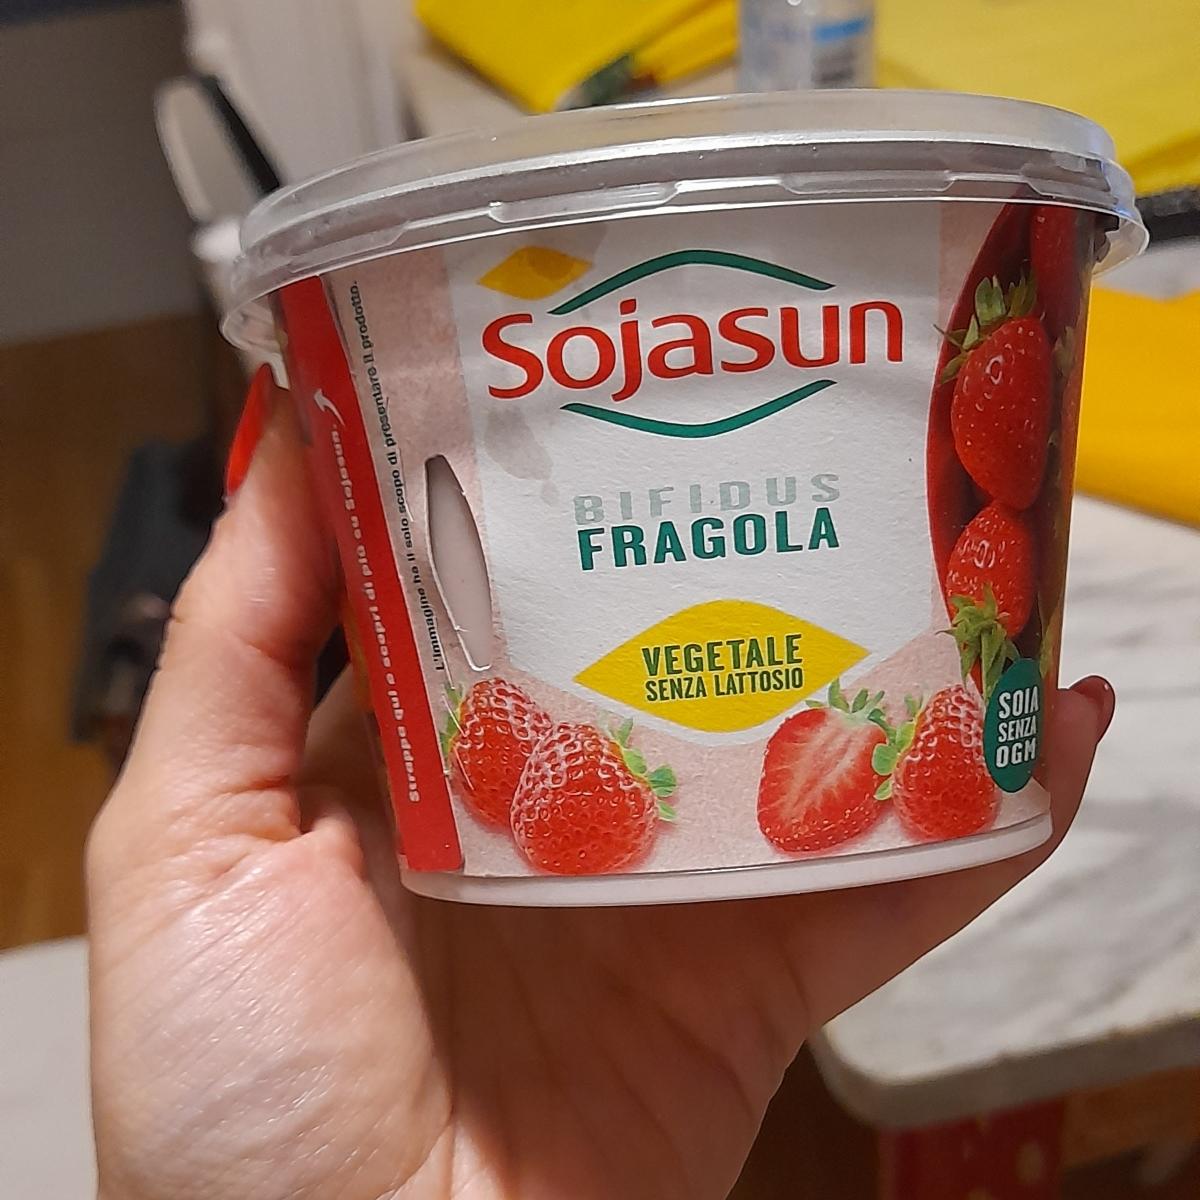 Sojasun
BIFIDUS
FRAGOLA
VEGETALE
SENZA LATTOSIO
SOIA
SENZA
OGM
Strappa qui e scopri di più su Sojasun.
L'immagine ha il solo scopo di presentare il prodotto.